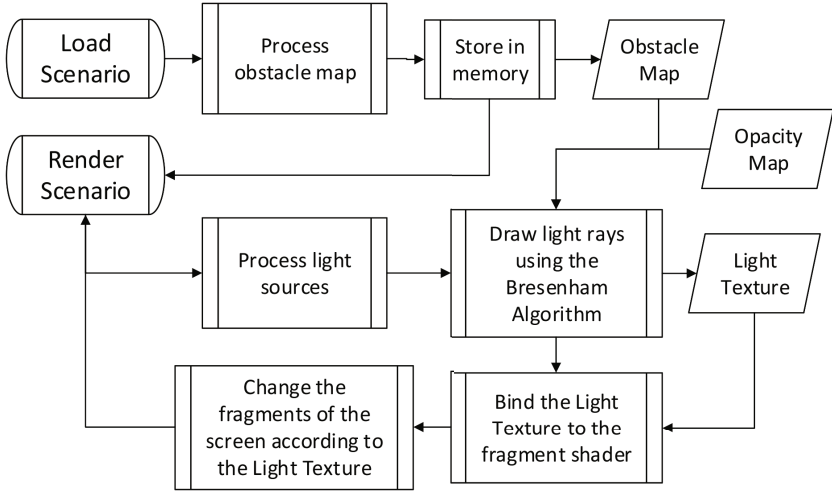 Load
Scenario
Process
obstacle map
Store in
memory
Obstacle
Map
Opacity
Map
Render
Scenario
Process light
sources
Draw light rays
using the
Bresenham
Algorithm
Light
Texture
Change the
fragments of the
screen according to
the Light Texture
Bind the Light
Texture to the
fragment shader